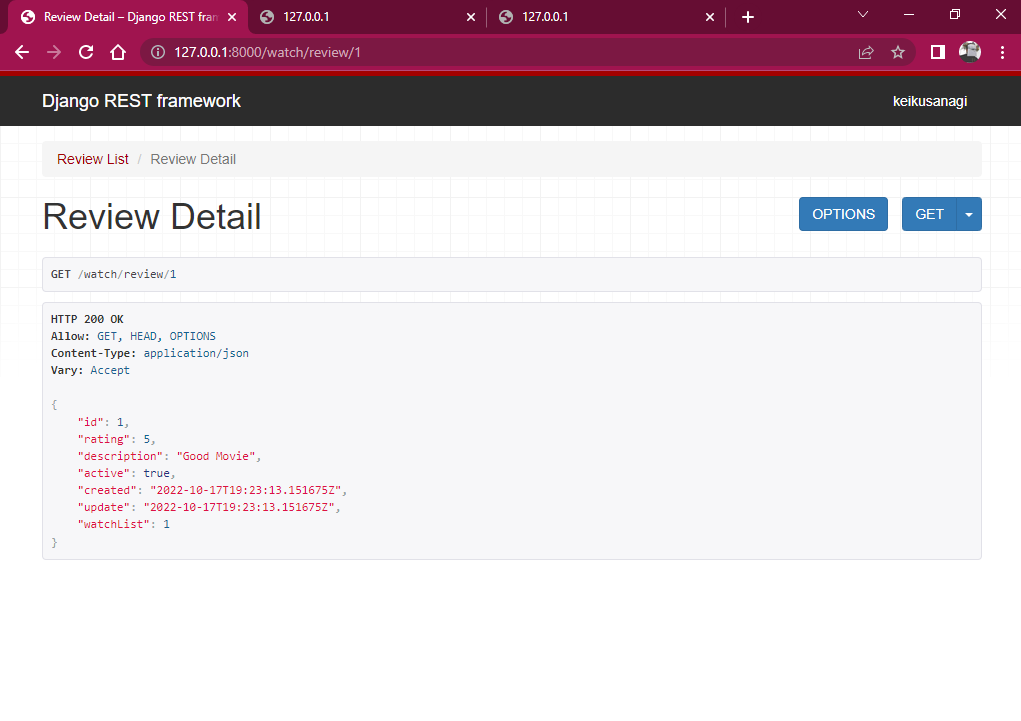 Review Detail – Django REST fram
127.0.0.1
127.0.0.1
127.0.0.1:8000/watch/review/1
Django REST framework
keikusanagi
Review List / Review Detail
Review Detail
OPTIONS
GET
GET /watch/review/1
HTTP 200 OK
Allow: GET, HEAD, OPTIONS
Content-Type: application/json
Vary: Accept
{
"id": 1,
"rating": 5,
"description": "Good Movie",
"active": true,
"created": "2022-10-17T19:23:13.151675Z",
"update": "2022-10-17T19:23:13.151675Z",
"watchList": 1
}